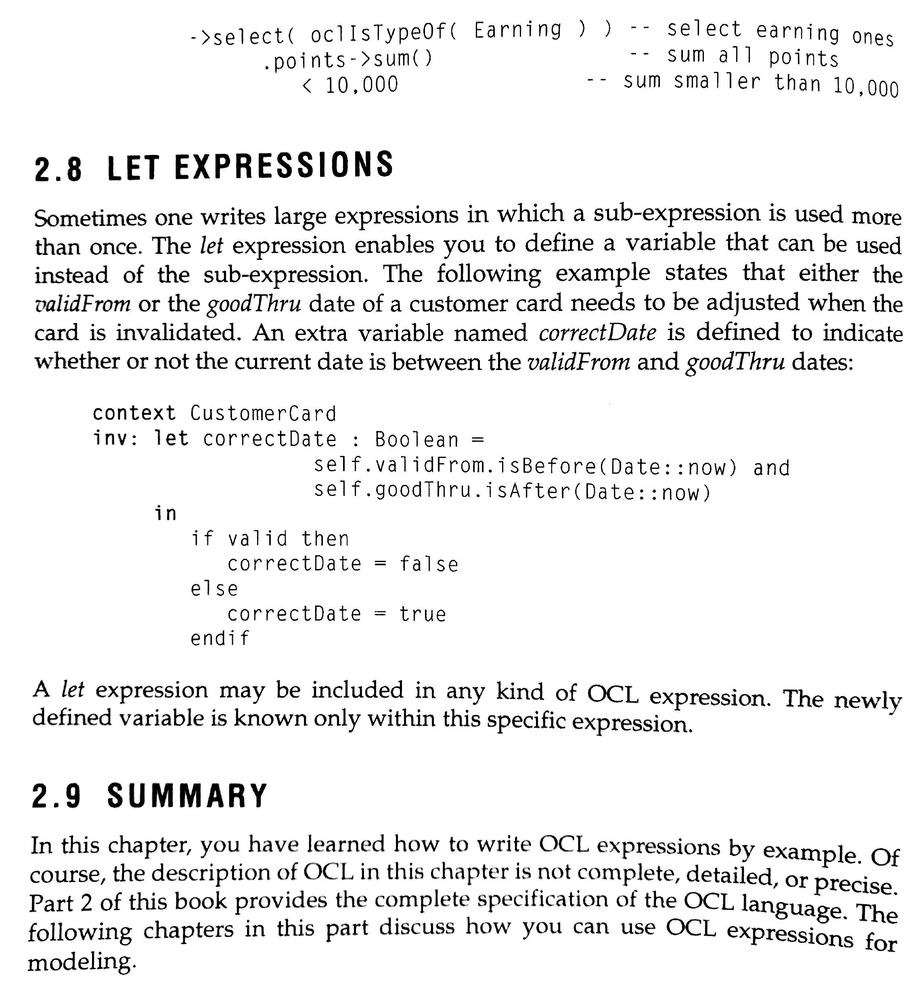 ->select( oclIsTypeOf( Earning ) ) -- select earning ones
.points->sum() -- sum all points
< 10,000 -- sum smaller than 10,000
2.8 LET EXPRESSIONS
Sometimes one writes large expressions in which a sub-expression is used more
than once. The let expression enables you to define a variable that can be used
instead of the sub-expression. The following example states that either the
validFrom or the goodThru date of a customer card needs to be adjusted when the
card is invalidated. An extra variable named correctDate is defined to indicate
whether or not the current date is between the validFrom and goodThru dates:
context CustomerCard
inv: let correctDate : Boolean =
self.validFrom.isBefore(Date::now) and
self.goodThru.isAfter(Date::now)
in
if valid then
correctDate = false
else
correctDate = true
endif
A let expression may be included in any kind of OCL expression. The newly
defined variable is known only within this specific expression.
2.9 SUMMARY
In this chapter, you have learned how to write OCL expressions by example. Of
course, the description of OCL in this chapter is not complete, detailed, or precise.
Part 2 of this book provides the complete specification of the OCL language. The
following chapters in this part discuss how you can use OCL expressions for
modeling.